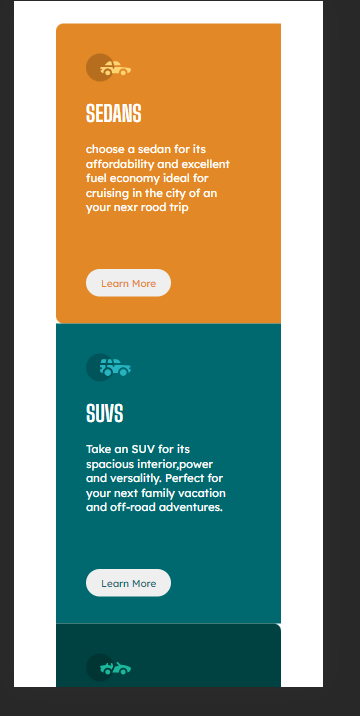 SEDANS
choose a sedan for its
affordability and excellent
fuel economy ideal for
cruising in the city of an
your nexr rood trip
Learn More
SUVS
Take an SUV for its
spacious interior,power
and versalitly. Perfect for
your next family vacation
and off-road adventures.
Learn More